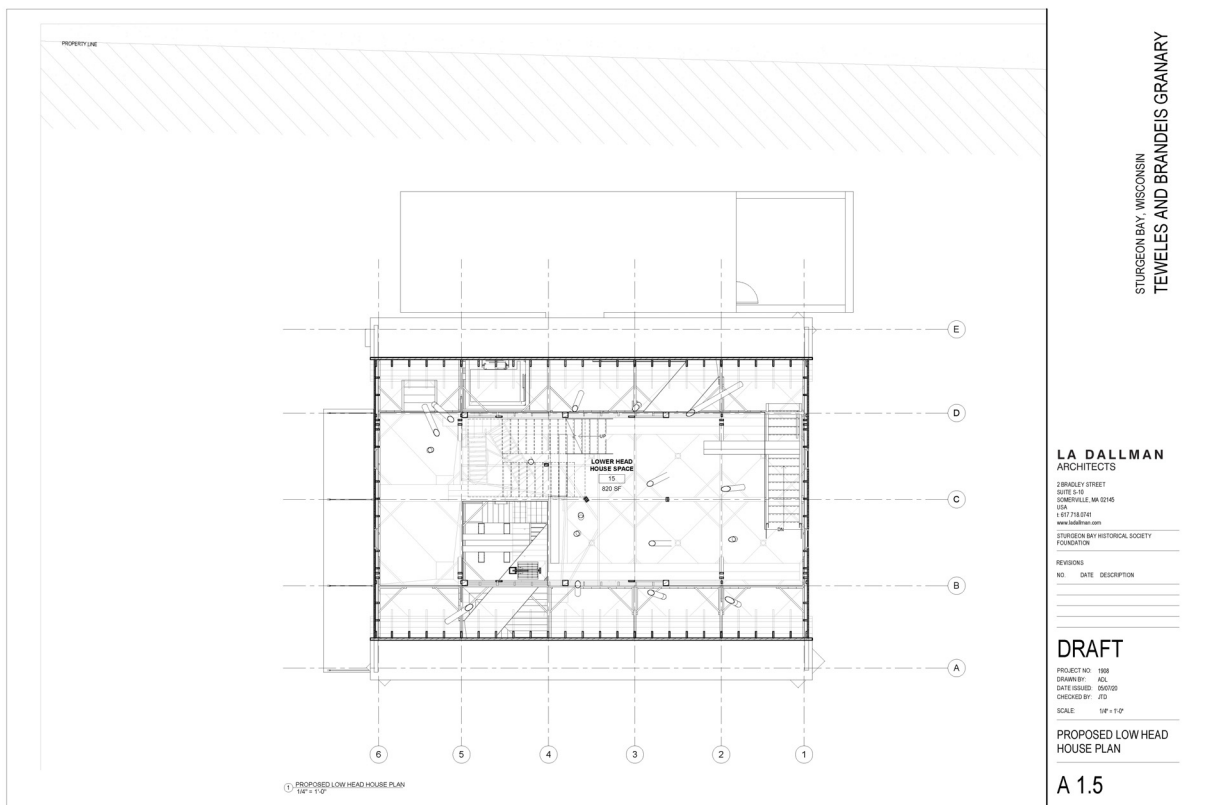 PROPERTY LINE
E
D
C
B
A
UP
LOWER HEAD
HOUSE SPACE
15
820 SF
DN
6
5
4
3
2
1
1
PROPOSED LOW HEAD HOUSE PLAN
1/4" = 1'-0"
STURGEON BAY, WISCONSIN
TEWELES AND BRANDEIS GRANARY
LA DALLMAN
ARCHITECTS
2 BRADLEY STREET
SUITE S-10
SOMERVILLE, MA 02145
USA
t: 617.718.0741
www.ladallman.com
STURGEON BAY HISTORICAL SOCIETY
FOUNDATION
REVISIONS
NO. DATE DESCRIPTION
DRAFT
PROJECT NO: 1908
DRAWN BY: ADL
DATE ISSUED: 05/07/20
CHECKED BY: JTD
SCALE: 1/4" = 1'-0"
PROPOSED LOW HEAD
HOUSE PLAN
A 1.5